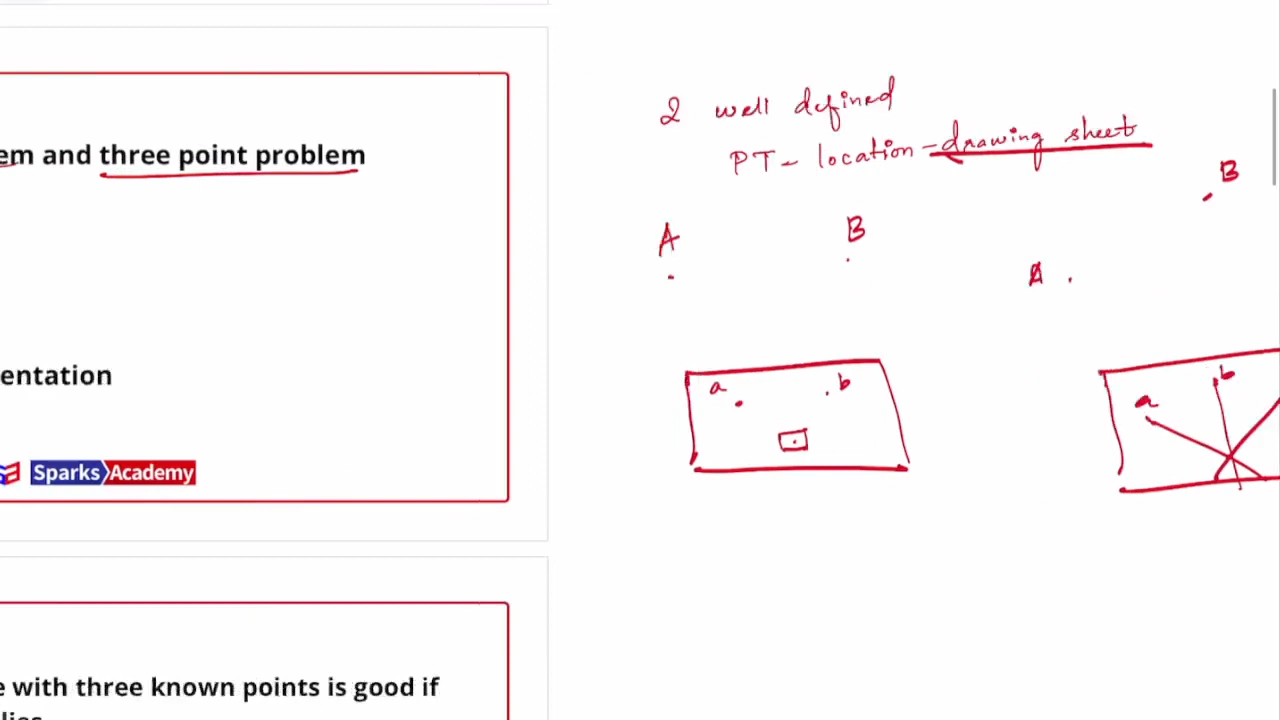 em and three point problem
entation
Sparks Academy
e with three known points is good if
2 well defined
PT - location - drawing sheet
A
B
a
b
B
A
b
a